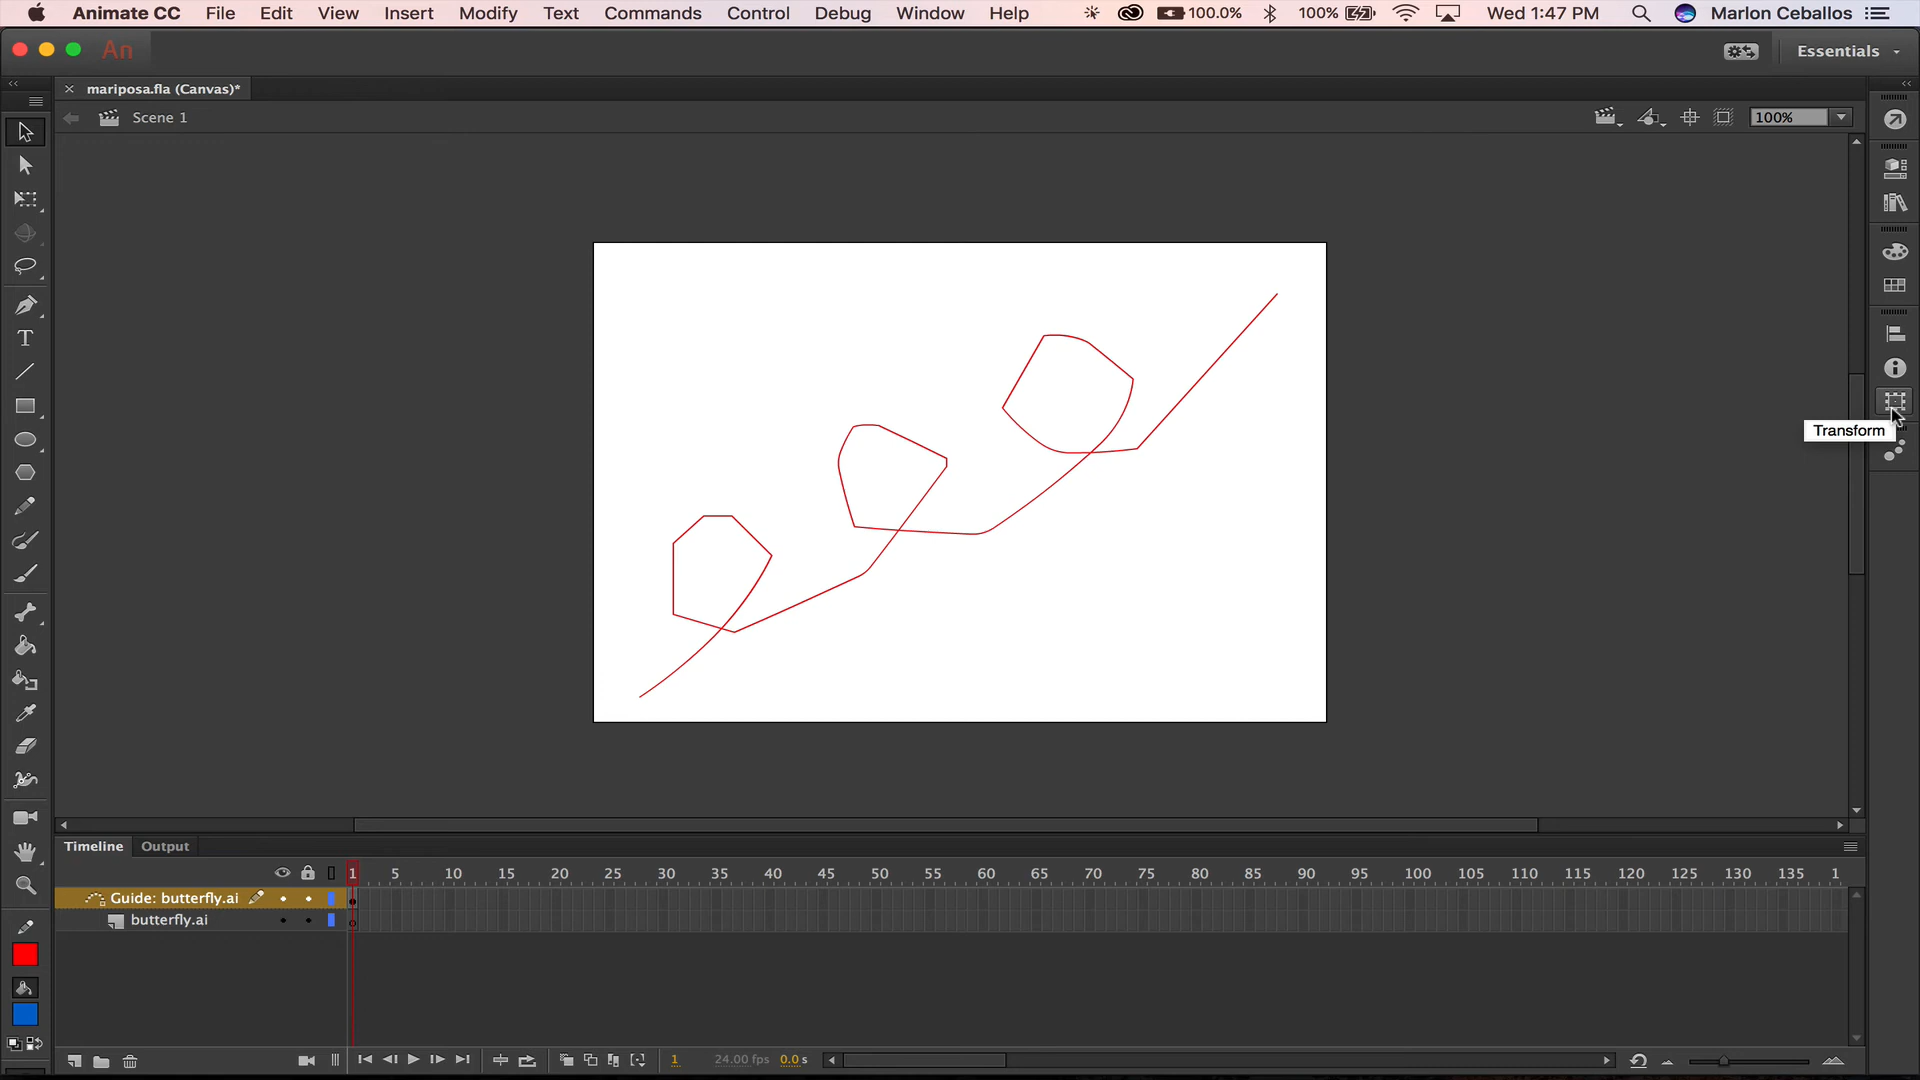 Animate CC File Edit View Insert Modify Text Commands Control Debug Window Help 100.0% 100% Wed 1:47 PM Marlon Ceballos
An Essentials
mariposa.fla (Canvas)*
Scene 1 100%
T
Transform
Timeline Output
1 5 10 15 20 25 30 35 40 45 50 55 60 65 70 75 80 85 90 95 100 105 110 115 120 125 130 135 1
Guide: butterfly.ai
butterfly.ai
1 24.00 fps 0.0 s